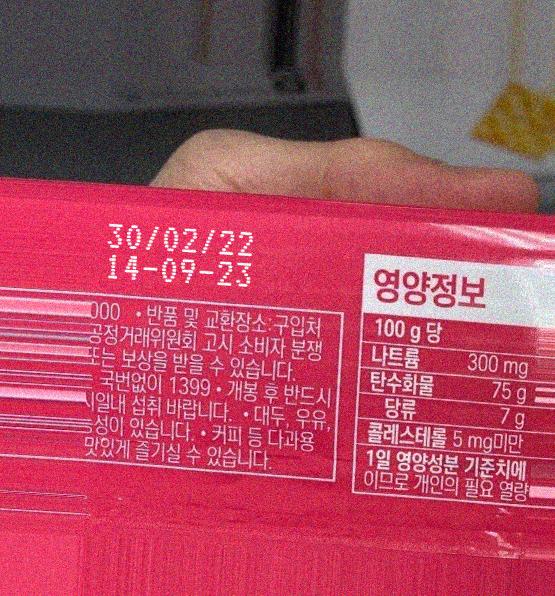 30/02/22
14-09-23
000 • 반품 및 교환장소:구입처
공정거래위원회 고시 소비자 분쟁
또는 보상을 받을 수 있습니다.
국번없이 1399 • 개봉 후 반드시
일내 섭취 바랍니다. • 대두, 우유,
성이 있습니다. • 커피 등 다과용
맛있게 즐기실 수 있습니다.
영양정보
100 g 당
나트륨 300 mg
탄수화물 75 g
당류 7 g
콜레스테롤 5 mg미만
1일 영양성분 기준치에
이므로 개인의 필요 열량